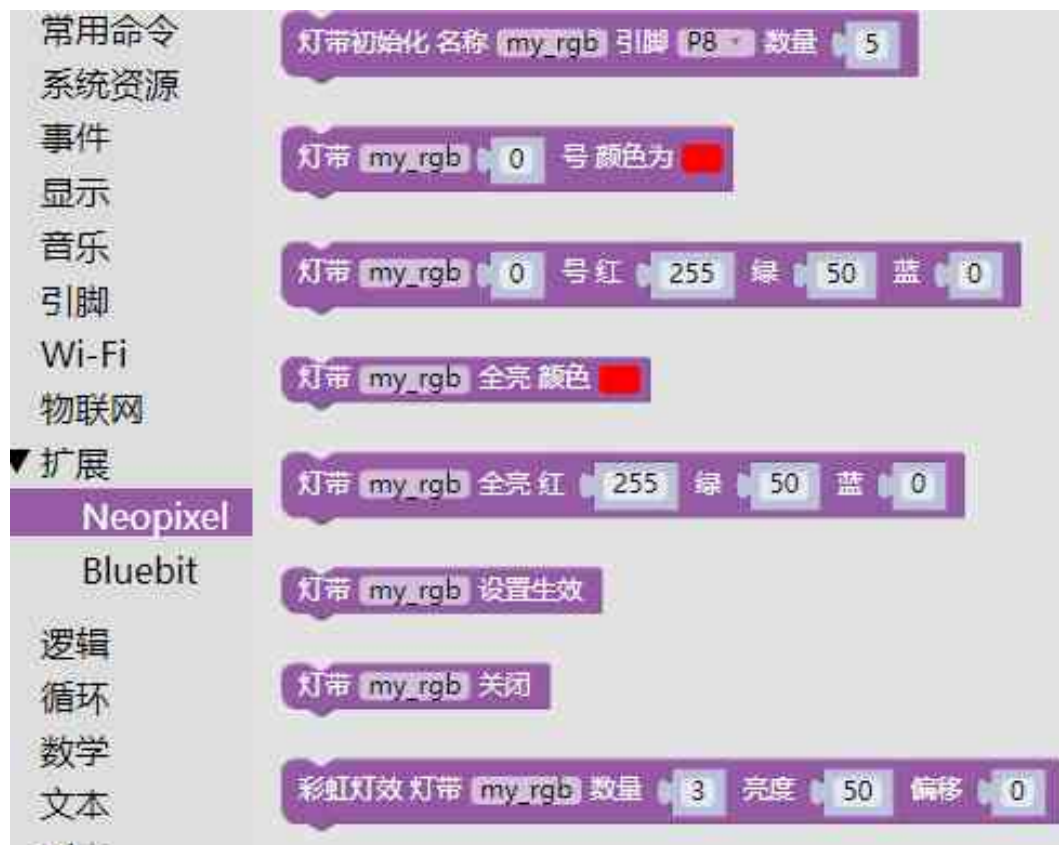 常用命令
系统资源
事件
显示
音乐
引脚
Wi-Fi
物联网
▼扩展
Neopixel
Bluebit
逻辑
循环
数学
文本
灯带初始化 名称 my_rgb 引脚 P8 数量 5
灯带 my_rgb 0 号 颜色为
灯带 my_rgb 0 号 红 255 绿 50 蓝 0
灯带 my_rgb 全亮 颜色
灯带 my_rgb 全亮 红 255 绿 50 蓝 0
灯带 my_rgb 设置生效
灯带 my_rgb 关闭
彩虹灯效 灯带 my_rgb 数量 3 亮度 50 偏移 0